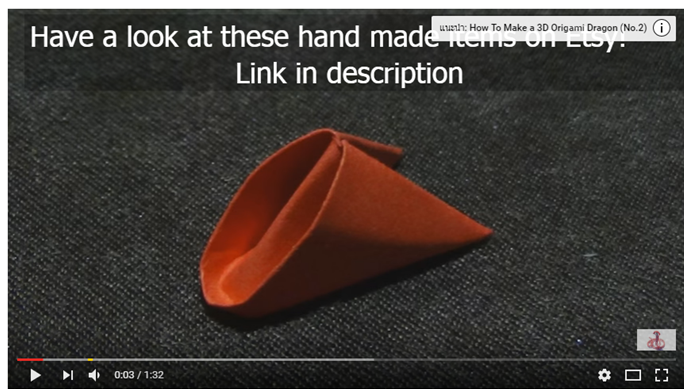 Have a look at these hand made items on Etsy!
แนะนำ: How To Make a 3D Origami Dragon (No.2)
Link in description
0:03 / 1:32